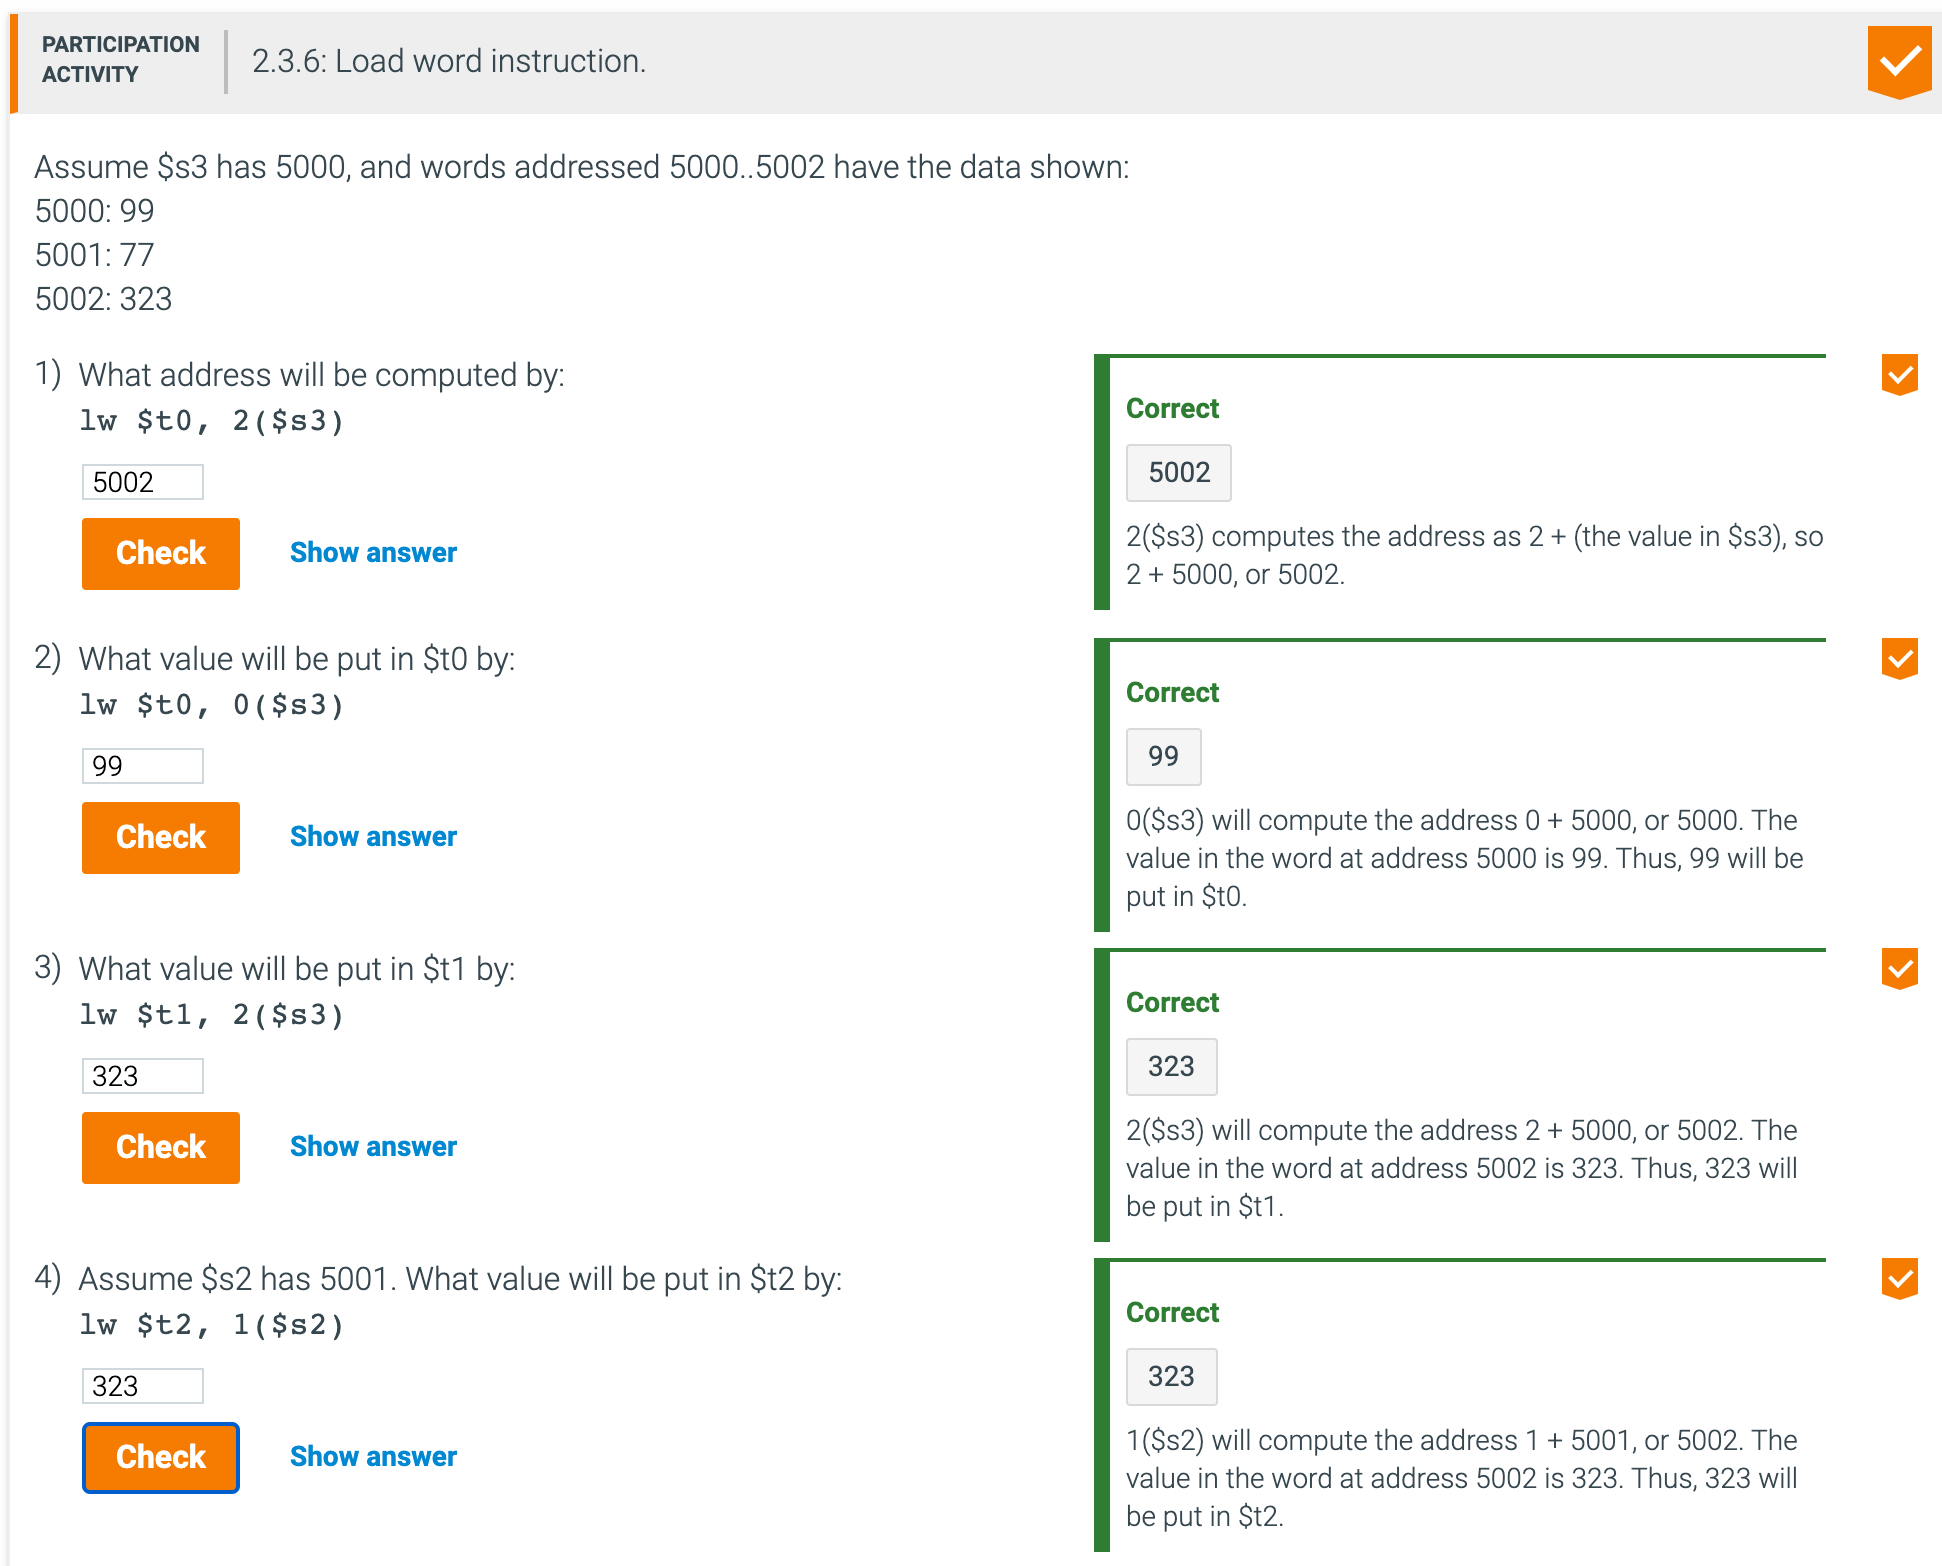 PARTICIPATION
ACTIVITY
2.3.6: Load word instruction.
Assume $s3 has 5000, and words addressed 5000..5002 have the data shown:
5000: 99
5001: 77
5002: 323
1) What address will be computed by:
lw $t0, 2($s3)
5002
Check
Show answer
Correct
5002
2($s3) computes the address as 2 + (the value in $s3), so
2 + 5000, or 5002.
2) What value will be put in $t0 by:
lw $t0, 0($s3)
99
Check
Show answer
Correct
99
0($s3) will compute the address 0 + 5000, or 5000. The
value in the word at address 5000 is 99. Thus, 99 will be
put in $t0.
3) What value will be put in $t1 by:
lw $t1, 2($s3)
323
Check
Show answer
Correct
323
2($s3) will compute the address 2 + 5000, or 5002. The
value in the word at address 5002 is 323. Thus, 323 will
be put in $t1.
4) Assume $s2 has 5001. What value will be put in $t2 by:
lw $t2, 1($s2)
323
Check
Show answer
Correct
323
1($s2) will compute the address 1 + 5001, or 5002. The
value in the word at address 5002 is 323. Thus, 323 will
be put in $t2.